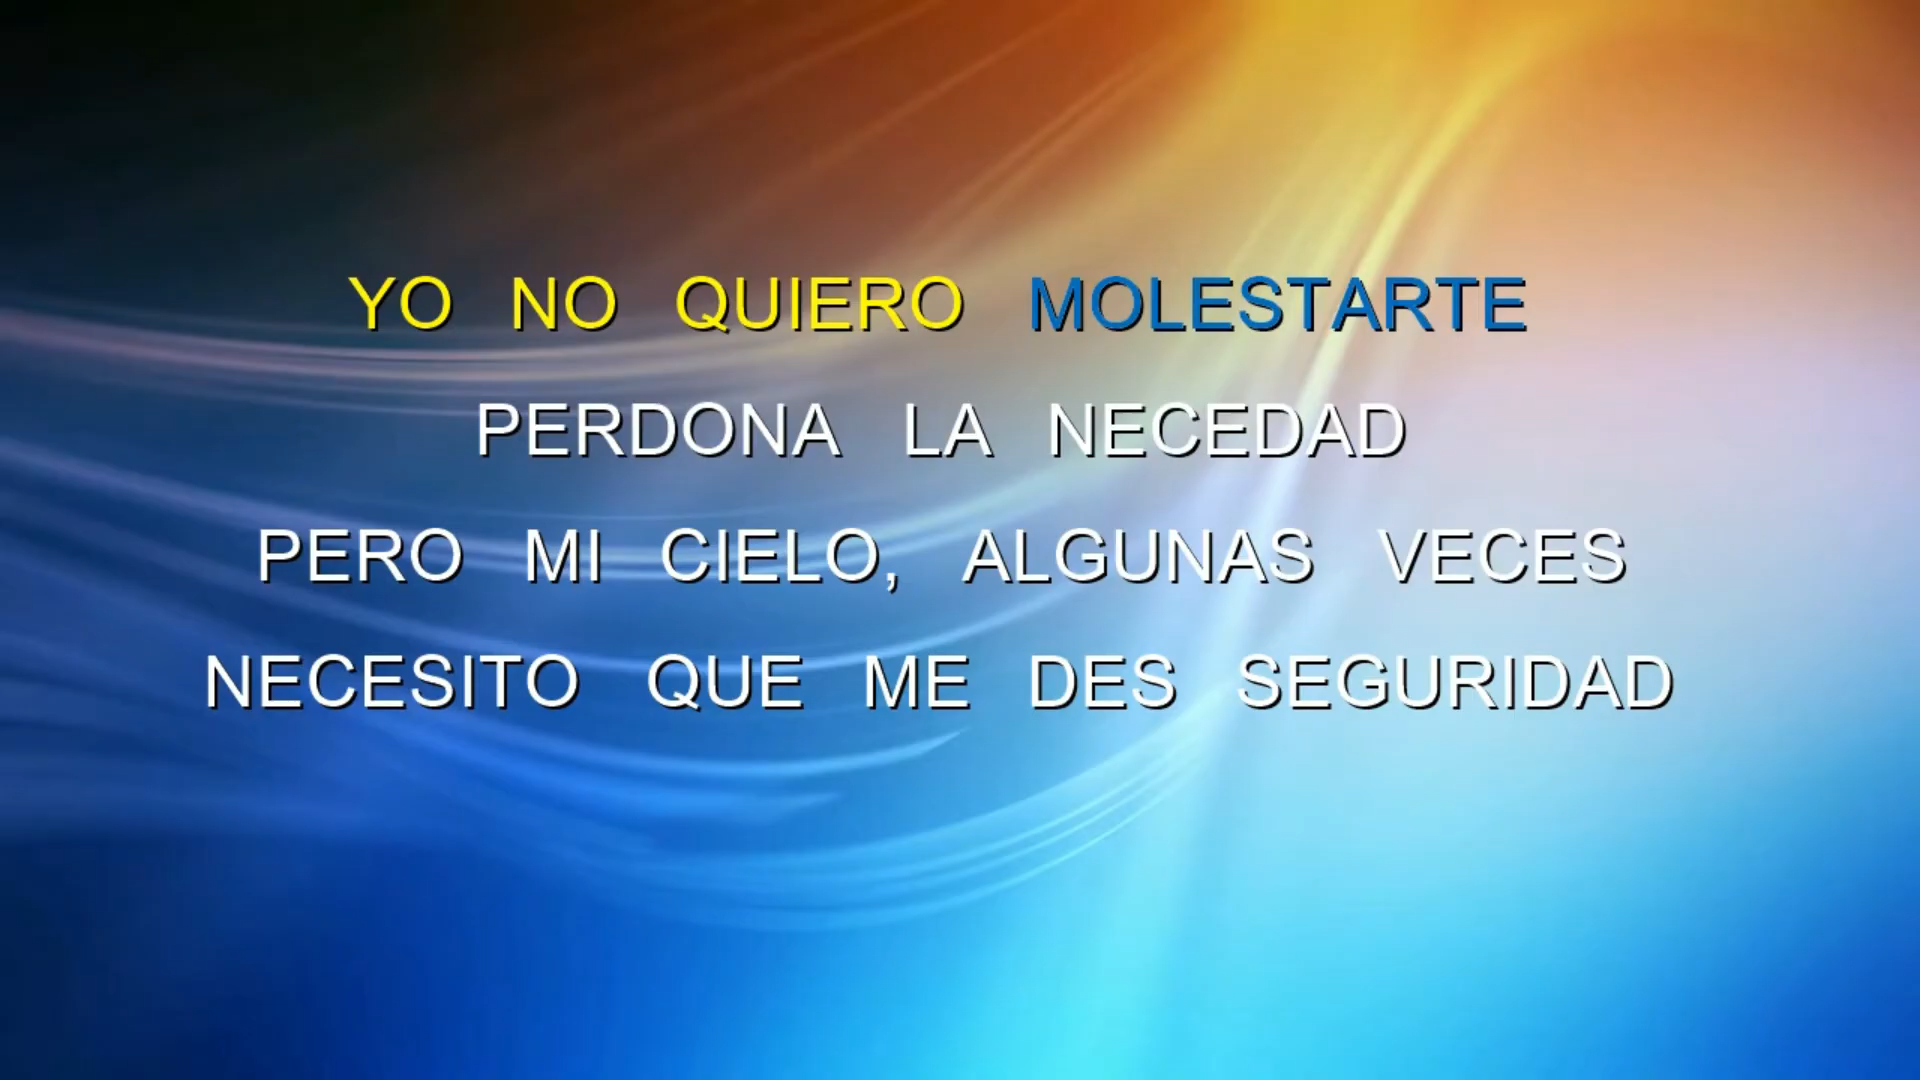 YO NO QUIERO MOLESTARTE
PERDONA LA NECEDAD
PERO MI CIELO, ALGUNAS VECES
NECESITO QUE ME DES SEGURIDAD